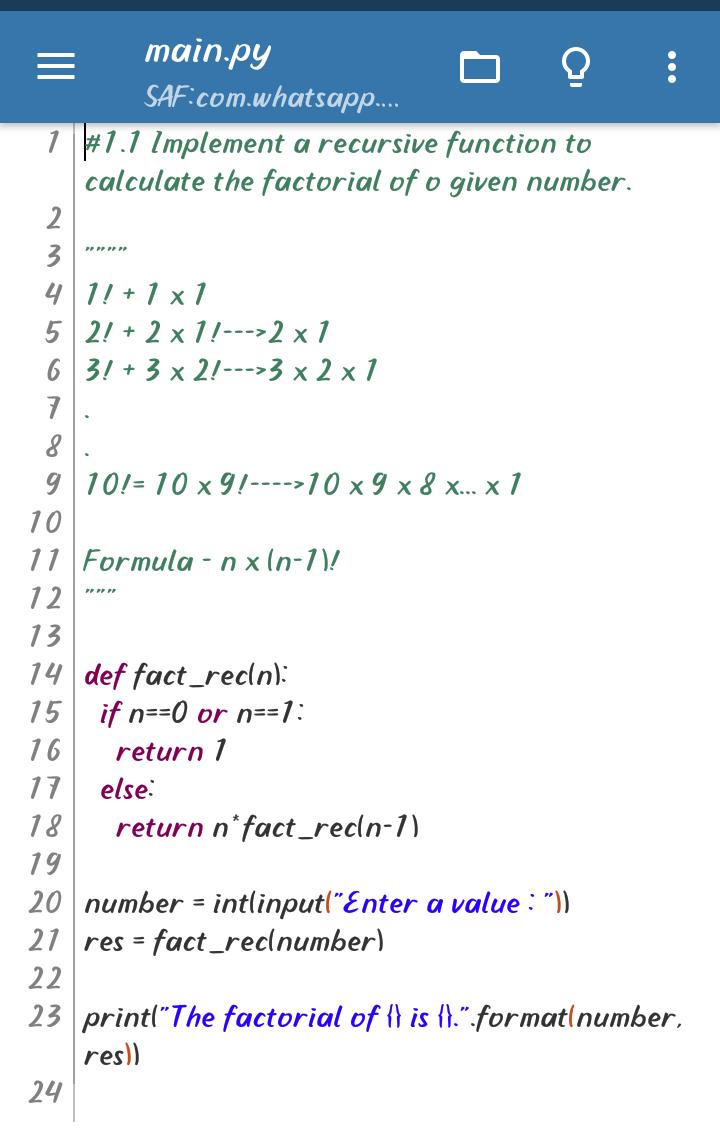 main.py
SAF:com.whatsapp....
1 #1.1 Implement a recursive function to
calculate the factorial of o given number.
2
3 """"
4 1! + 1 x 1
5 2! + 2 x 1!--->2 x 1
6 3! + 3 x 2!--->3 x 2 x 1
7 .
8 .
9 10!= 10 x 9!---->10 x 9 x 8 x... x 1
10
11 Formula - n x (n-1)!
12 """
13
14 def fact_rec(n):
15 if n==0 or n==1:
16 return 1
17 else:
18 return n*fact_rec(n-1)
19
20 number = int(input("Enter a value : "))
21 res = fact_rec(number)
22
23 print("The factorial of {} is {}.".format(number,
res))
24